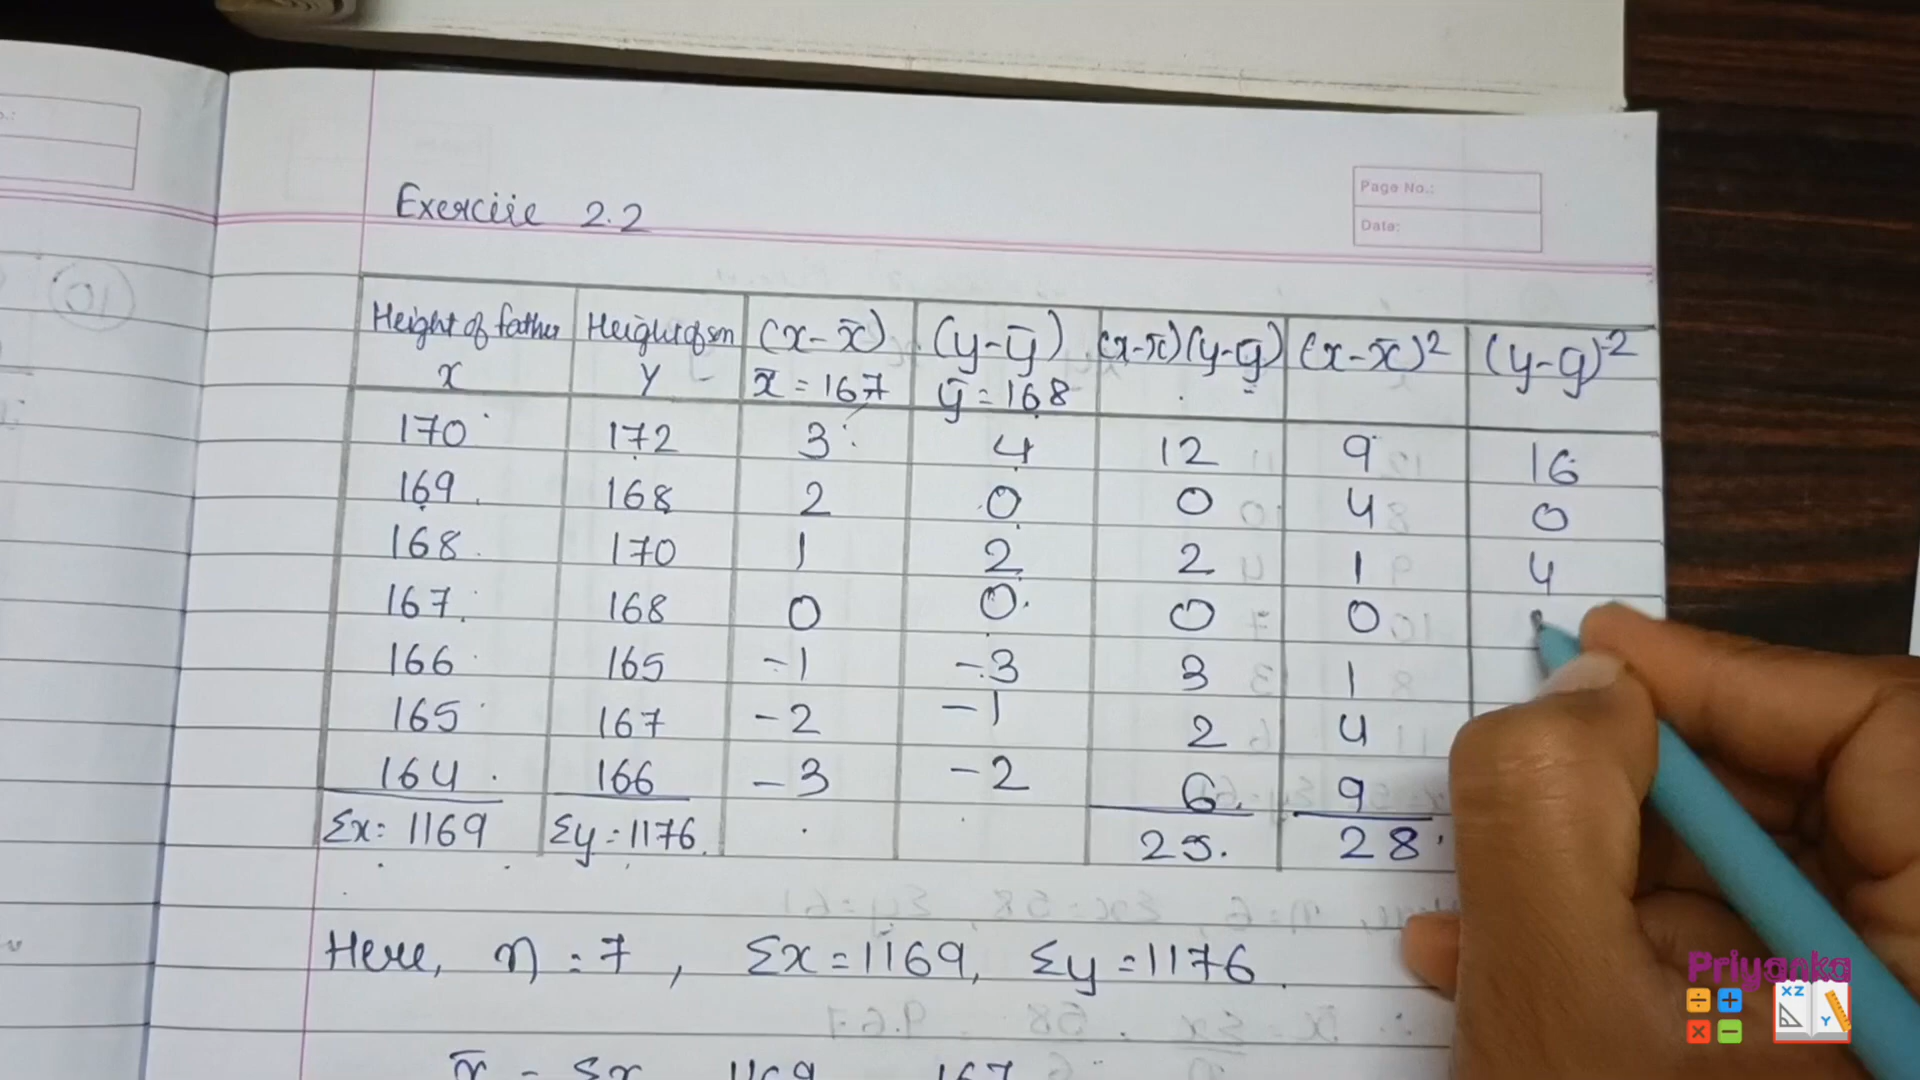 Page No.:
Date:
Exercise 2.2
Height of father x | Height of son y | (x-x̄) x̄ = 167 | (y-ȳ) ȳ = 168 | (x-x̄)(y-ȳ) | (x-x̄)² | (y-ȳ)²
170 | 172 | 3 | 4 | 12 | 9 | 16
169 | 168 | 2 | 0 | 0 | 4 | 0
168 | 170 | 1 | 2 | 2 | 1 | 4
167 | 168 | 0 | 0 | 0 | 0
166 | 165 | -1 | -3 | 3 | 1
165 | 167 | -2 | -1 | 2 | 4
164 | 166 | -3 | -2 | 6 | 9
Σx = 1169 | Σy = 1176 | 25 | 28
Here, n = 7, Σx = 1169, Σy = 1176.
Priyanka
XZ
Y